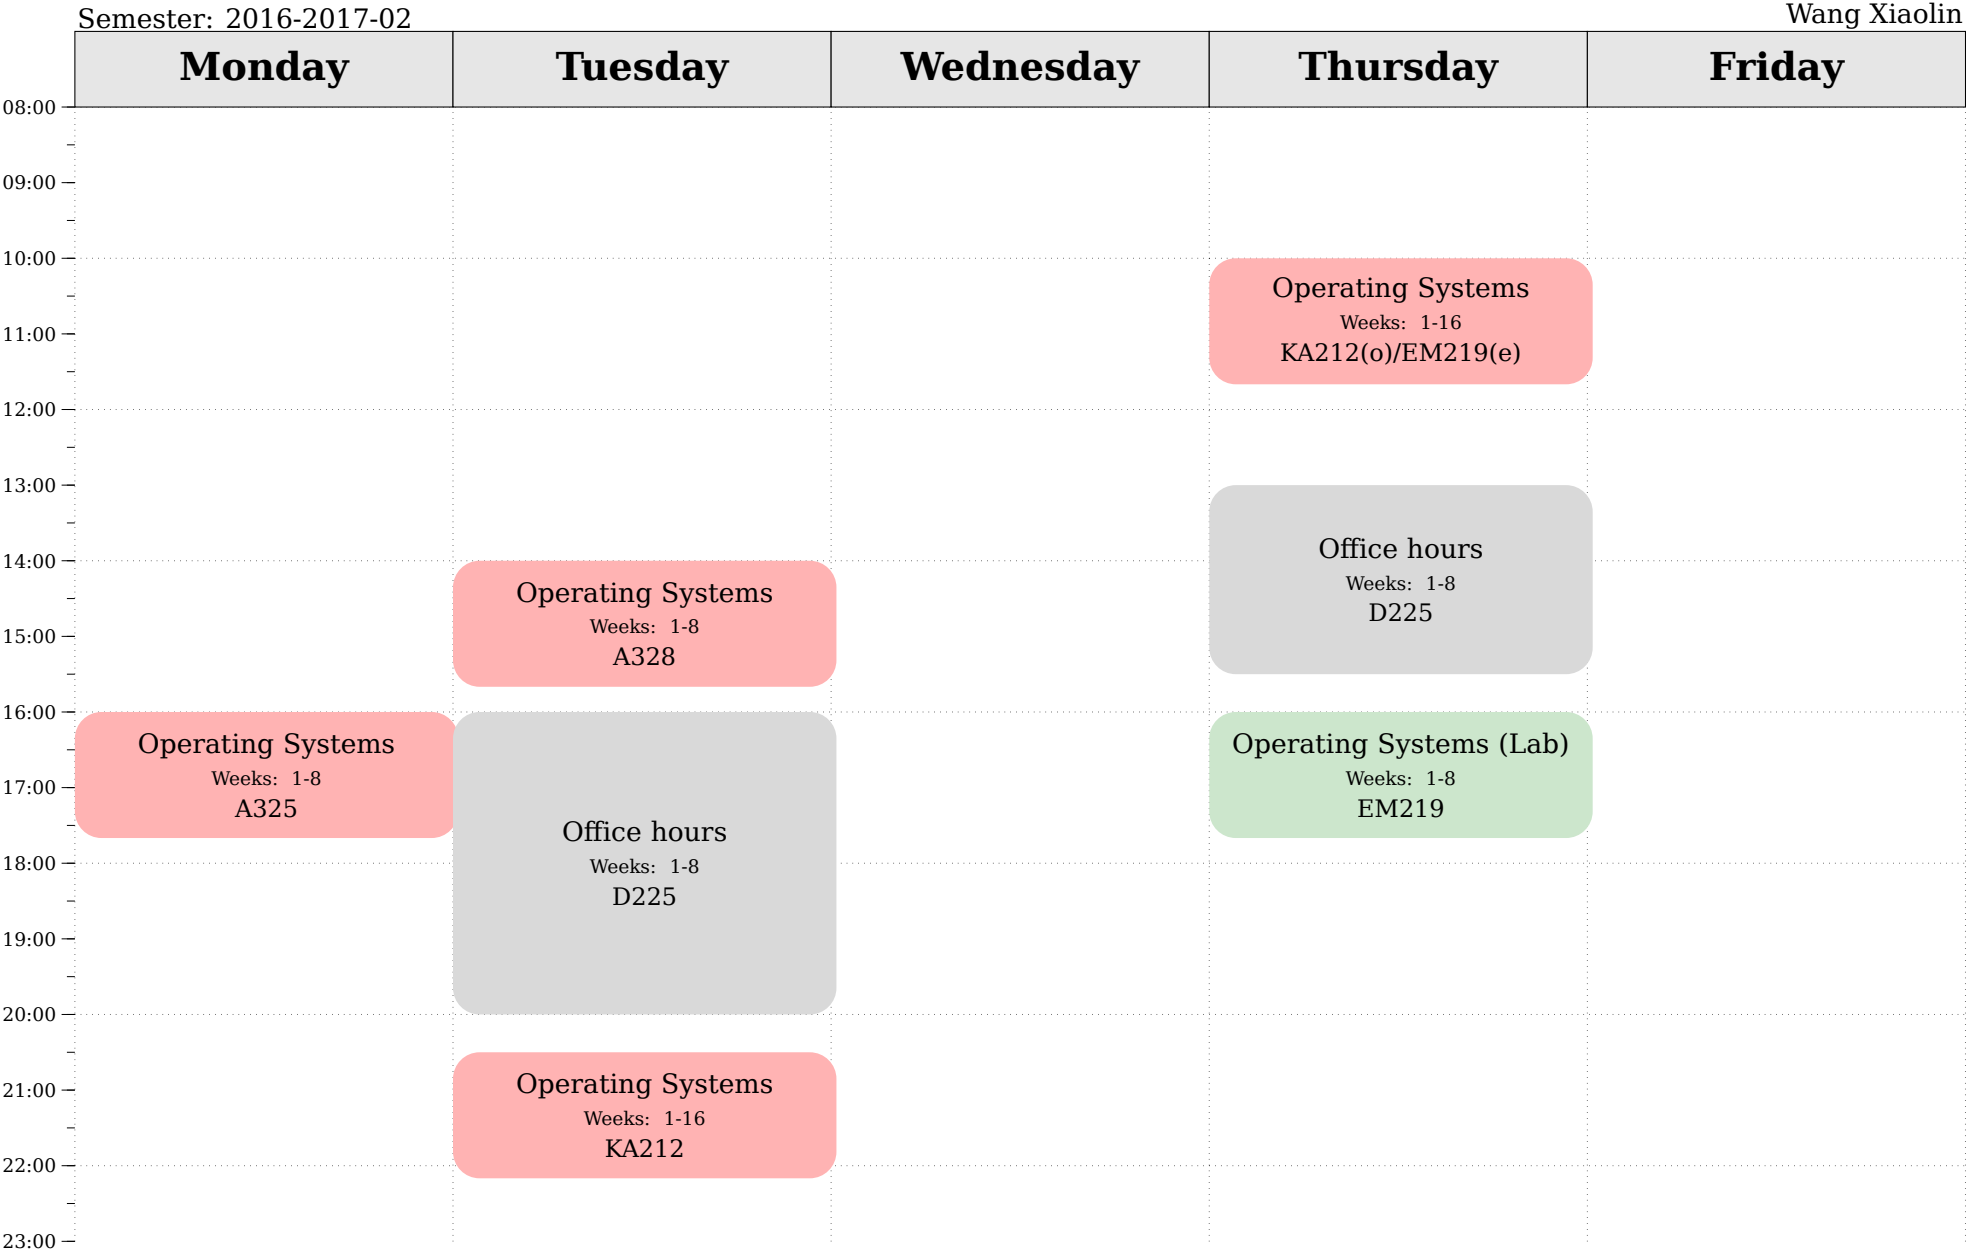 Semester: 2016-2017-02
Wang Xiaolin
Monday
Tuesday
Wednesday
Thursday
Friday
08:00
09:00
10:00
11:00
12:00
13:00
14:00
15:00
16:00
17:00
18:00
19:00
20:00
21:00
22:00
23:00
Operating Systems
Weeks: 1-8
A325
Operating Systems
Weeks: 1-8
A328
Office hours
Weeks: 1-8
D225
Operating Systems
Weeks: 1-16
KA212
Operating Systems
Weeks: 1-16
KA212(o)/EM219(e)
Office hours
Weeks: 1-8
D225
Operating Systems (Lab)
Weeks: 1-8
EM219